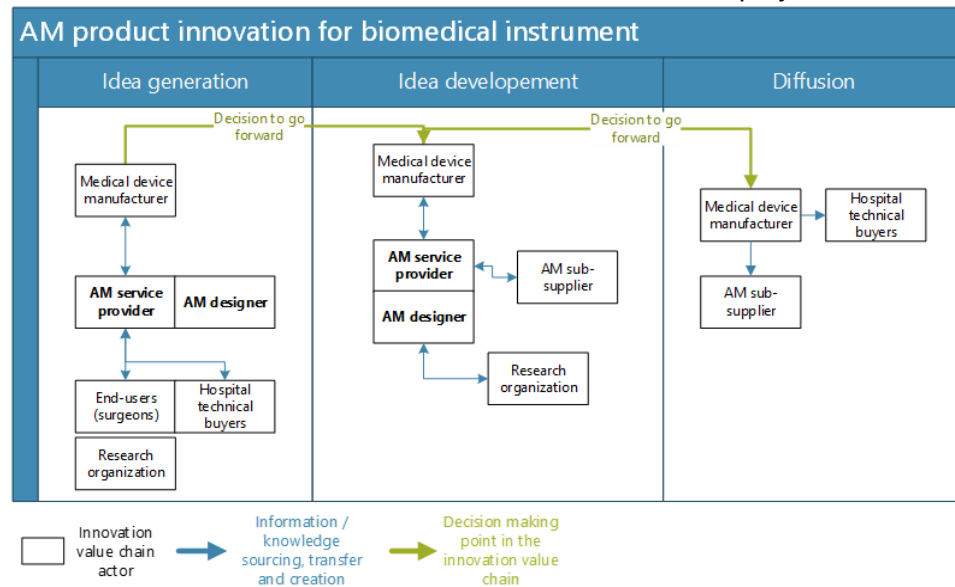 AM product innovation for biomedical instrument
Idea generation
Idea developement
Diffusion
Decision to go
forward
Decision to go
forward
Medical device
manufacturer
AM service
provider
AM designer
End-users
(surgeons)
Hospital
technical
buyers
Research
organization
Medical device
manufacturer
AM service
provider
AM designer
AM sub-
supplier
Research
organization
Medical device
manufacturer
Hospital
technical
buyers
AM sub-
supplier
Innovation
value chain
actor
Information /
knowledge
sourcing, transfer
and creation
Decision making
point in the
innovation value
chain